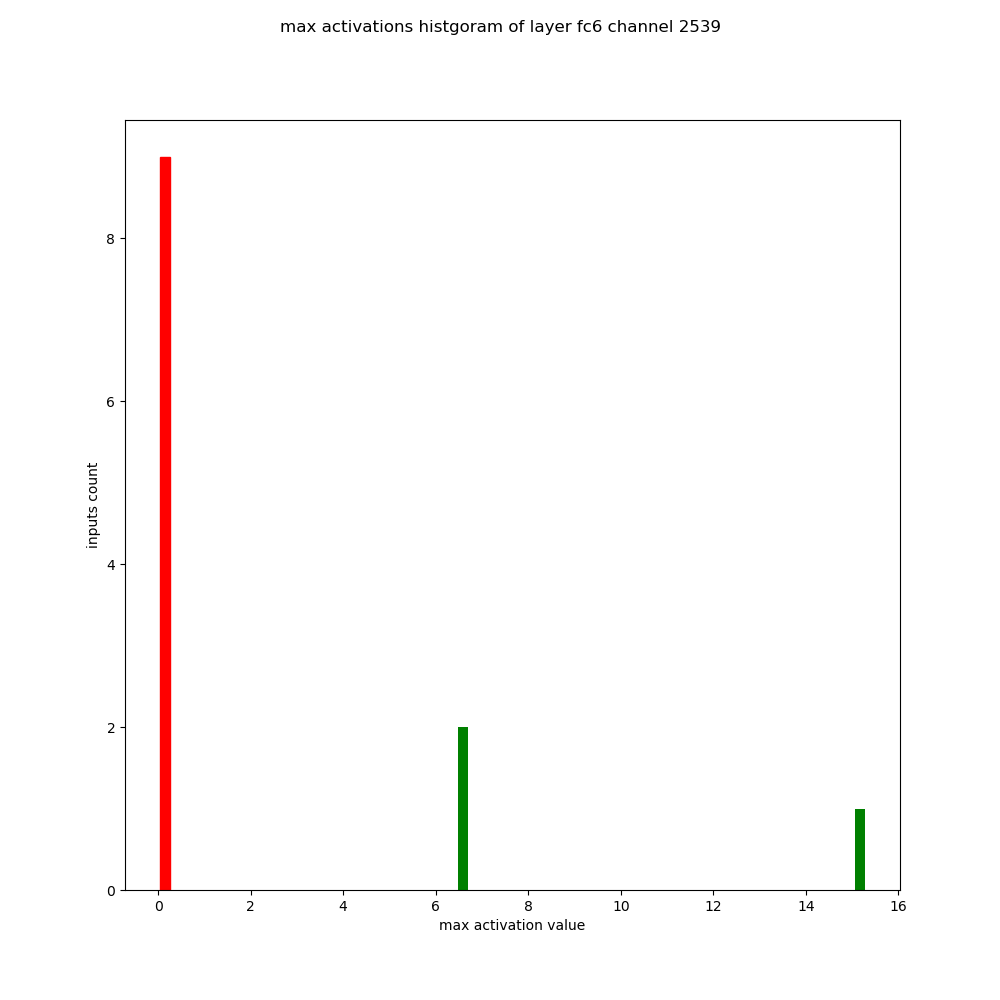 max activations histgoram of layer fc6 channel 2539
8
6
4
2
0
inputs count
0 2 4 6 8 10 12 14 16
max activation value